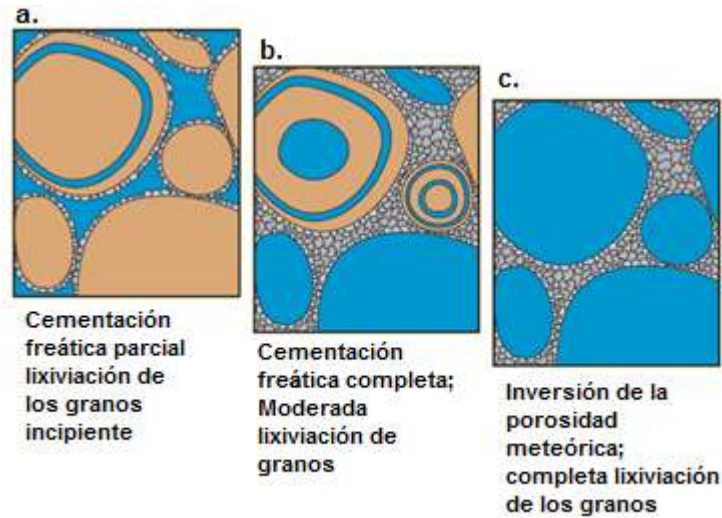 a.
Cementación
freática parcial
lixiviación de
los granos
incipiente
b.
Cementación
freática completa;
Moderada
lixiviación de
granos
c.
Inversión de la
porosidad
meteórica;
completa lixiviación
de los granos